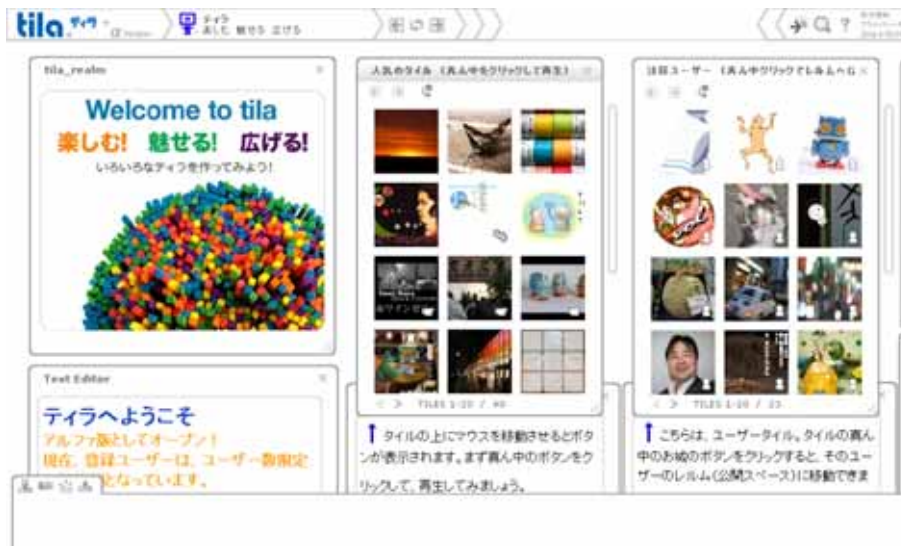 tila ティラ
ティラ
楽しむ 魅せる 広げる
tila_realm
Welcome to tila
楽しむ! 魅せる! 広げる!
いろいろなティラを作ってみよう!
Text Editor
ティラへようこそ
アルファ版としてオープン!
現在、登録ユーザーは、ユーザー数限定
となっています。
人気のタイル (真ん中をクリックして再生)
TILES 1-20 / 40
↑ タイルの上にマウスを移動させるとボタ
ンが表示されます。まず真ん中のボタンをク
リックして、再生してみましょう。
注目ユーザー (真ん中クリックでレルムへG
TILES 1-20 / 23
↑ こちらは、ユーザータイル。タイルの真ん
中のお城のボタンをクリックすると、そのユー
ザーのレルム(公開スペース)に移動できま